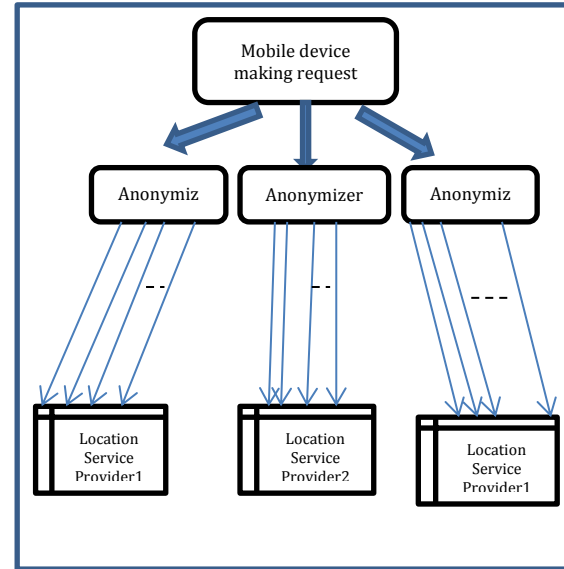 Mobile device
making request
Anonymiz
Anonymizer
Anonymiz
Location
Service
Provider1
Location
Service
Provider2
Location
Service
Provider1